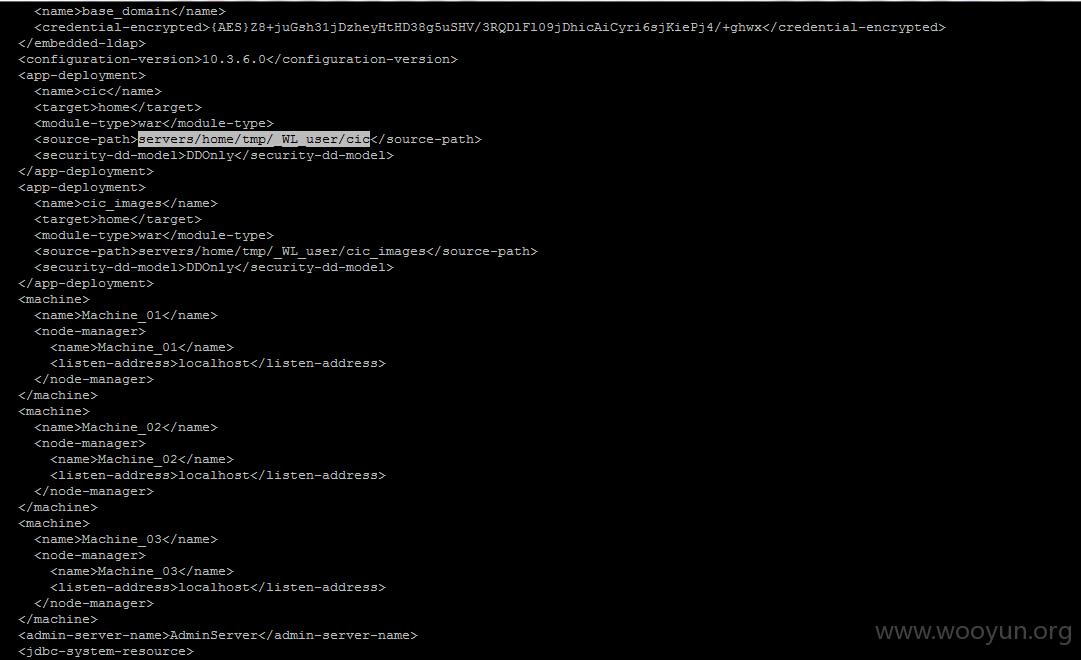 <name>base_domain</name>
<credential-encrypted>{AES}Z8+juGsh31jDzheyHtHD38g5uSHV/3RQDlFl09jDhicAiCyri6sjKiePj4/+ghwx</credential-encrypted>
</embedded-ldap>
<configuration-version>10.3.6.0</configuration-version>
<app-deployment>
<name>cic</name>
<target>home</target>
<module-type>war</module-type>
<source-path>servers/home/tmp/_WL_user/cic</source-path>
<security-dd-model>DDOnly</security-dd-model>
</app-deployment>
<app-deployment>
<name>cic_images</name>
<target>home</target>
<module-type>war</module-type>
<source-path>servers/home/tmp/_WL_user/cic_images</source-path>
<security-dd-model>DDOnly</security-dd-model>
</app-deployment>
<machine>
<name>Machine_01</name>
<node-manager>
<name>Machine_01</name>
<listen-address>localhost</listen-address>
</node-manager>
</machine>
<machine>
<name>Machine_02</name>
<node-manager>
<name>Machine_02</name>
<listen-address>localhost</listen-address>
</node-manager>
</machine>
<machine>
<name>Machine_03</name>
<node-manager>
<name>Machine_03</name>
<listen-address>localhost</listen-address>
</node-manager>
</machine>
<admin-server-name>AdminServer</admin-server-name>
<jdbc-system-resource>
www.wooyun.org